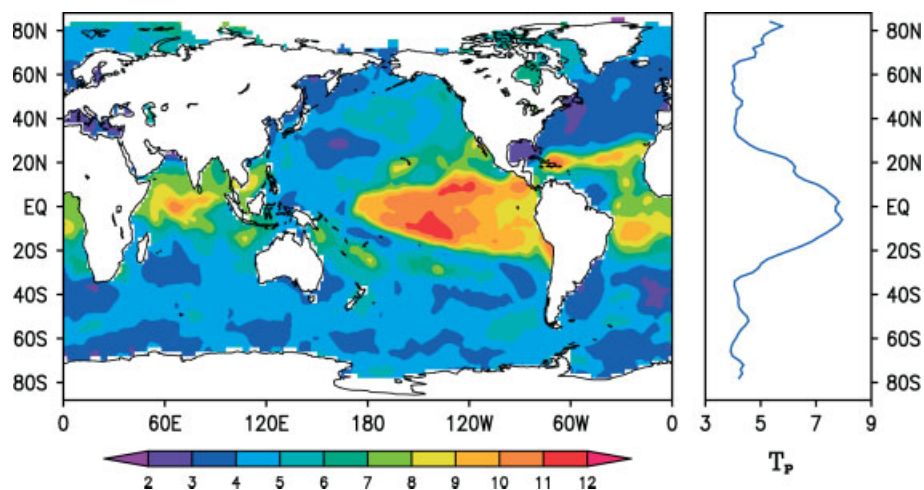 80N 80N
60N 60N
40N 40N
20N 20N
EQ EQ
20S 20S
40S 40S
60S 60S
80S 80S
0 60E 120E 180 120W 60W 0 3 5 7 9
2 3 4 5 6 7 8 9 10 11 12 T_P